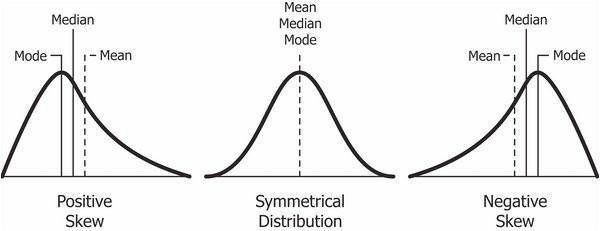 Median
Mode
Mean
Positive
Skew
Mean
Median
Mode
Symmetrical
Distribution
Median
Mean
Mode
Negative
Skew